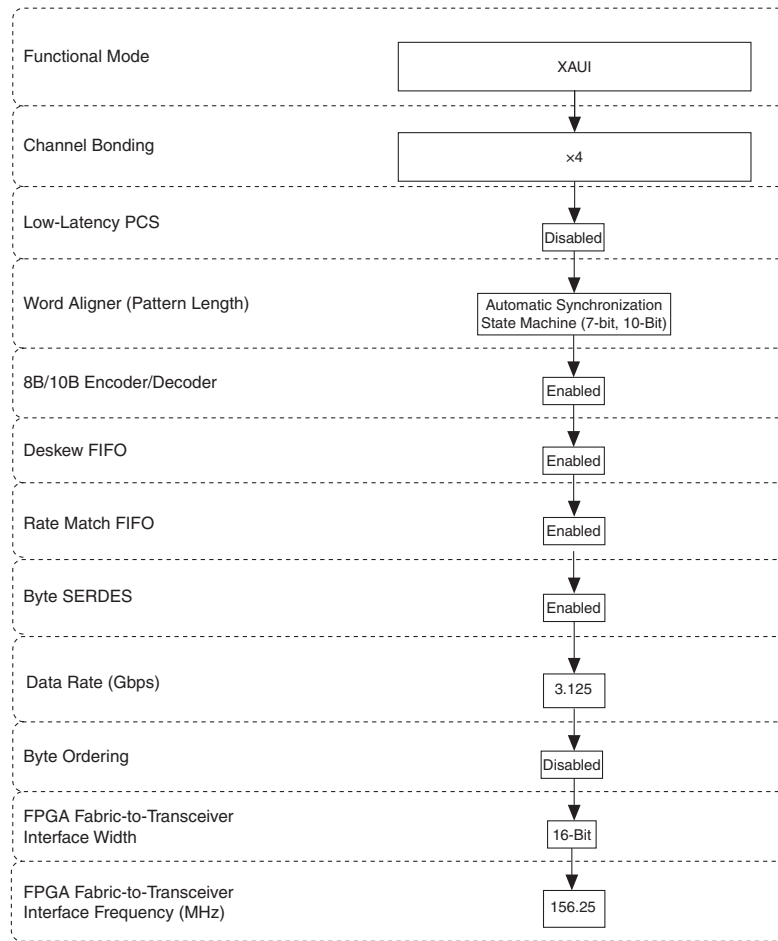 Functional Mode
XAUI
Channel Bonding
×4
Low-Latency PCS
Disabled
Word Aligner (Pattern Length)
Automatic Synchronization
State Machine (7-bit, 10-Bit)
8B/10B Encoder/Decoder
Enabled
Deskew FIFO
Enabled
Rate Match FIFO
Enabled
Byte SERDES
Enabled
Data Rate (Gbps)
3.125
Byte Ordering
Disabled
FPGA Fabric-to-Transceiver
Interface Width
16-Bit
FPGA Fabric-to-Transceiver
Interface Frequency (MHz)
156.25